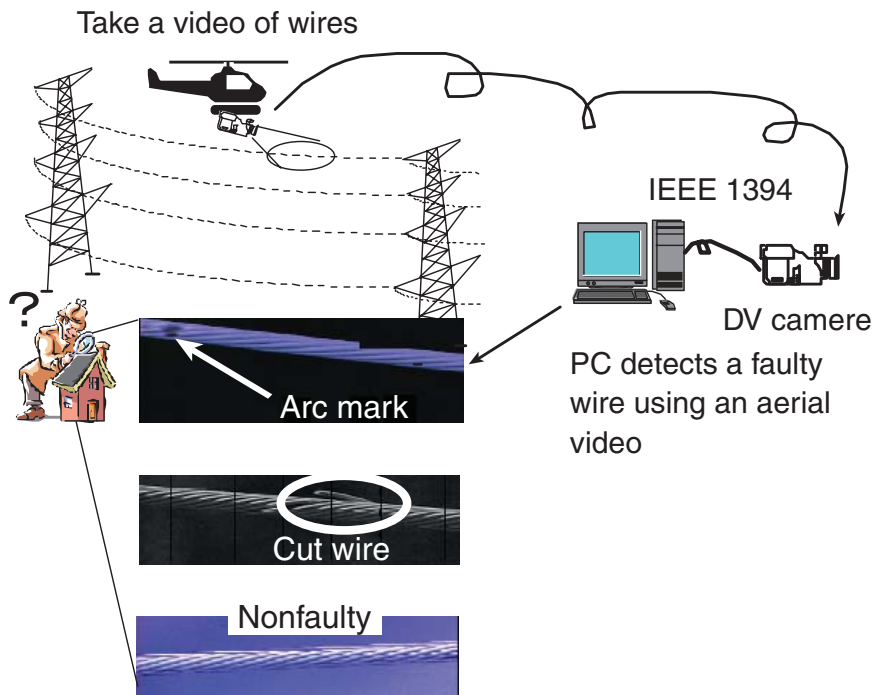 Take a video of wires
IEEE 1394
DV camere
PC detects a faulty
wire using an aerial
video
?
Arc mark
Cut wire
Nonfaulty